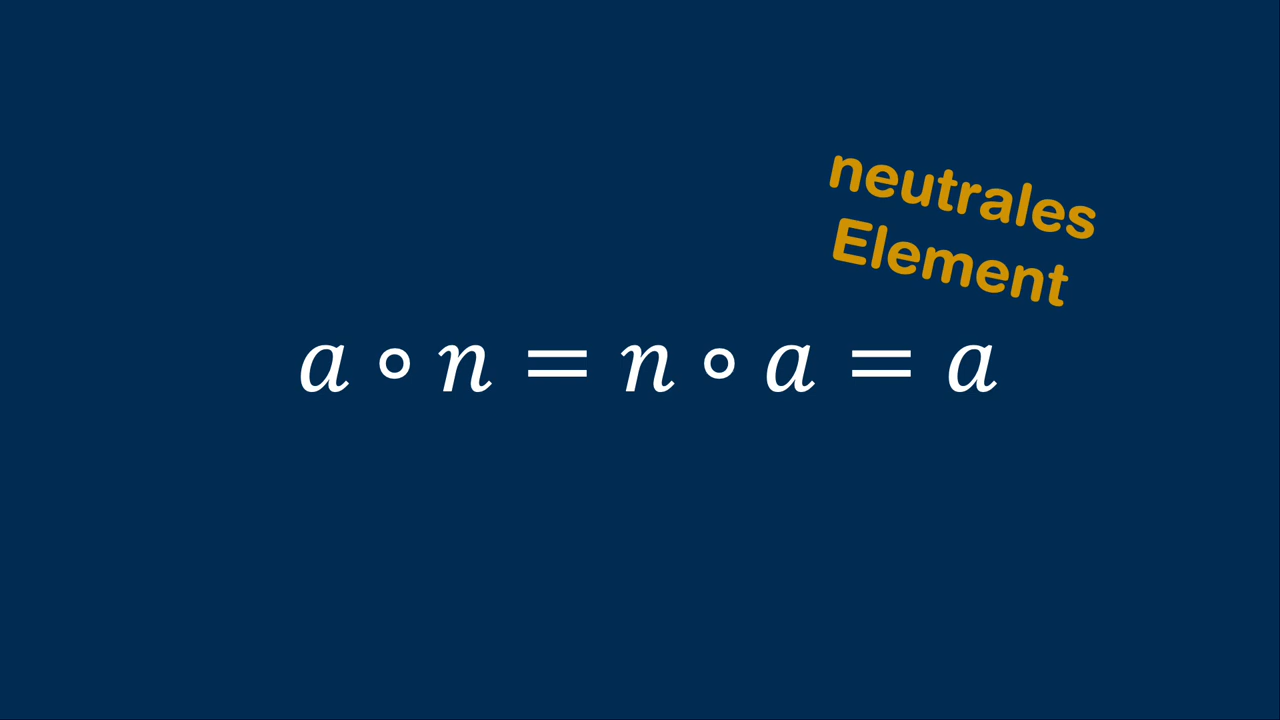 neutrales
Element
a ∘ n = n ∘ a = a